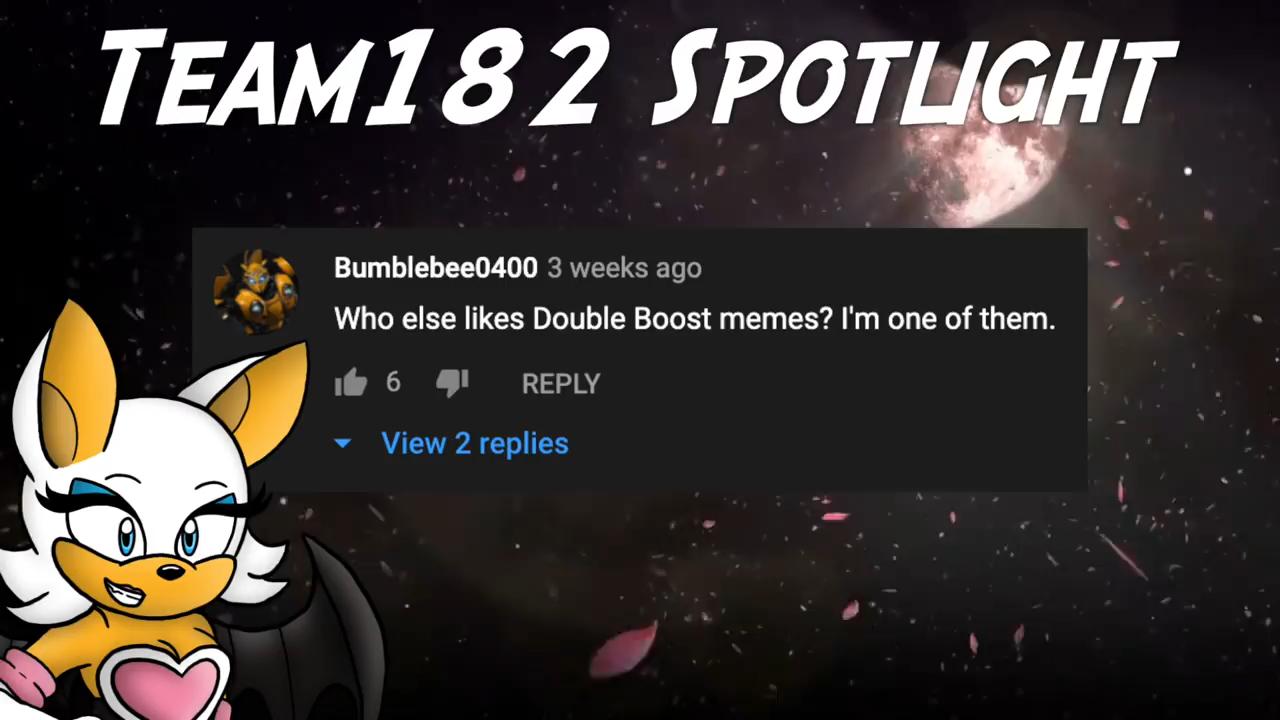 TEAM182 SPOTLIGHT
Bumblebee0400 3 weeks ago
Who else likes Double Boost memes? I'm one of them.
6 REPLY
View 2 replies